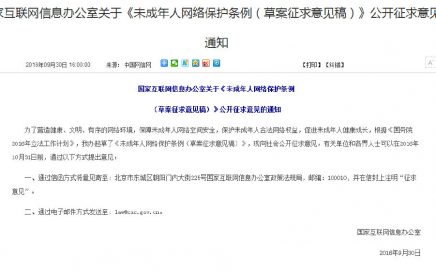 家互联网信息办公室关于《未成年人网络保护条例（草案征求意见稿）》公开征求意见
通知
2016年09月30日 16:00:00 来源：中国网信网 【打印】【纠错】
国家互联网信息办公室关于《未成年人网络保护条例
（草案征求意见稿）》公开征求意见的通知
为了营造健康、文明、有序的网络环境，保障未成年人网络空间安全，保护未成年人合法网络权益，促进未成年人健康成长，根据《国务院
2016年立法工作计划》，我办起草了《未成年人网络保护条例（草案征求意见稿）》，现向社会公开征求意见，有关单位和各界人士可以在2016年
10月31日前，通过以下方式提出意见：
一、通过信函方式将意见寄至：北京市东城区朝阳门内大街225号国家互联网信息办公室政策法规局，邮编：100010，并在信封上注明“征求
意见”。
二、通过电子邮件方式发送至：law@cac.gov.cn。
国家互联网信息办公室
2016年9月30日